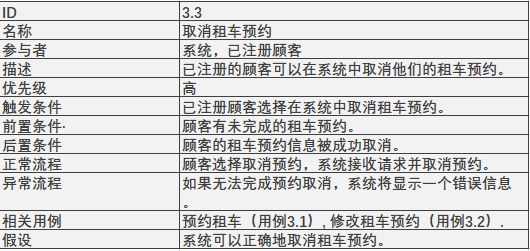 ID 3.3
名称 取消租车预约
参与者 系统，已注册顾客
描述 已注册的顾客可以在系统中取消他们的租车预约。
优先级 高
触发条件 已注册顾客选择在系统中取消租车预约。
前置条件· 顾客有未完成的租车预约。
后置条件 顾客的租车预约信息被成功取消。
正常流程 顾客选择取消预约，系统接收请求并取消预约。
异常流程 如果无法完成预约取消，系统将显示一个错误信息
。
相关用例 预约租车（用例3.1）, 修改租车预约（用例3.2）.
假设 系统可以正确地取消租车预约。